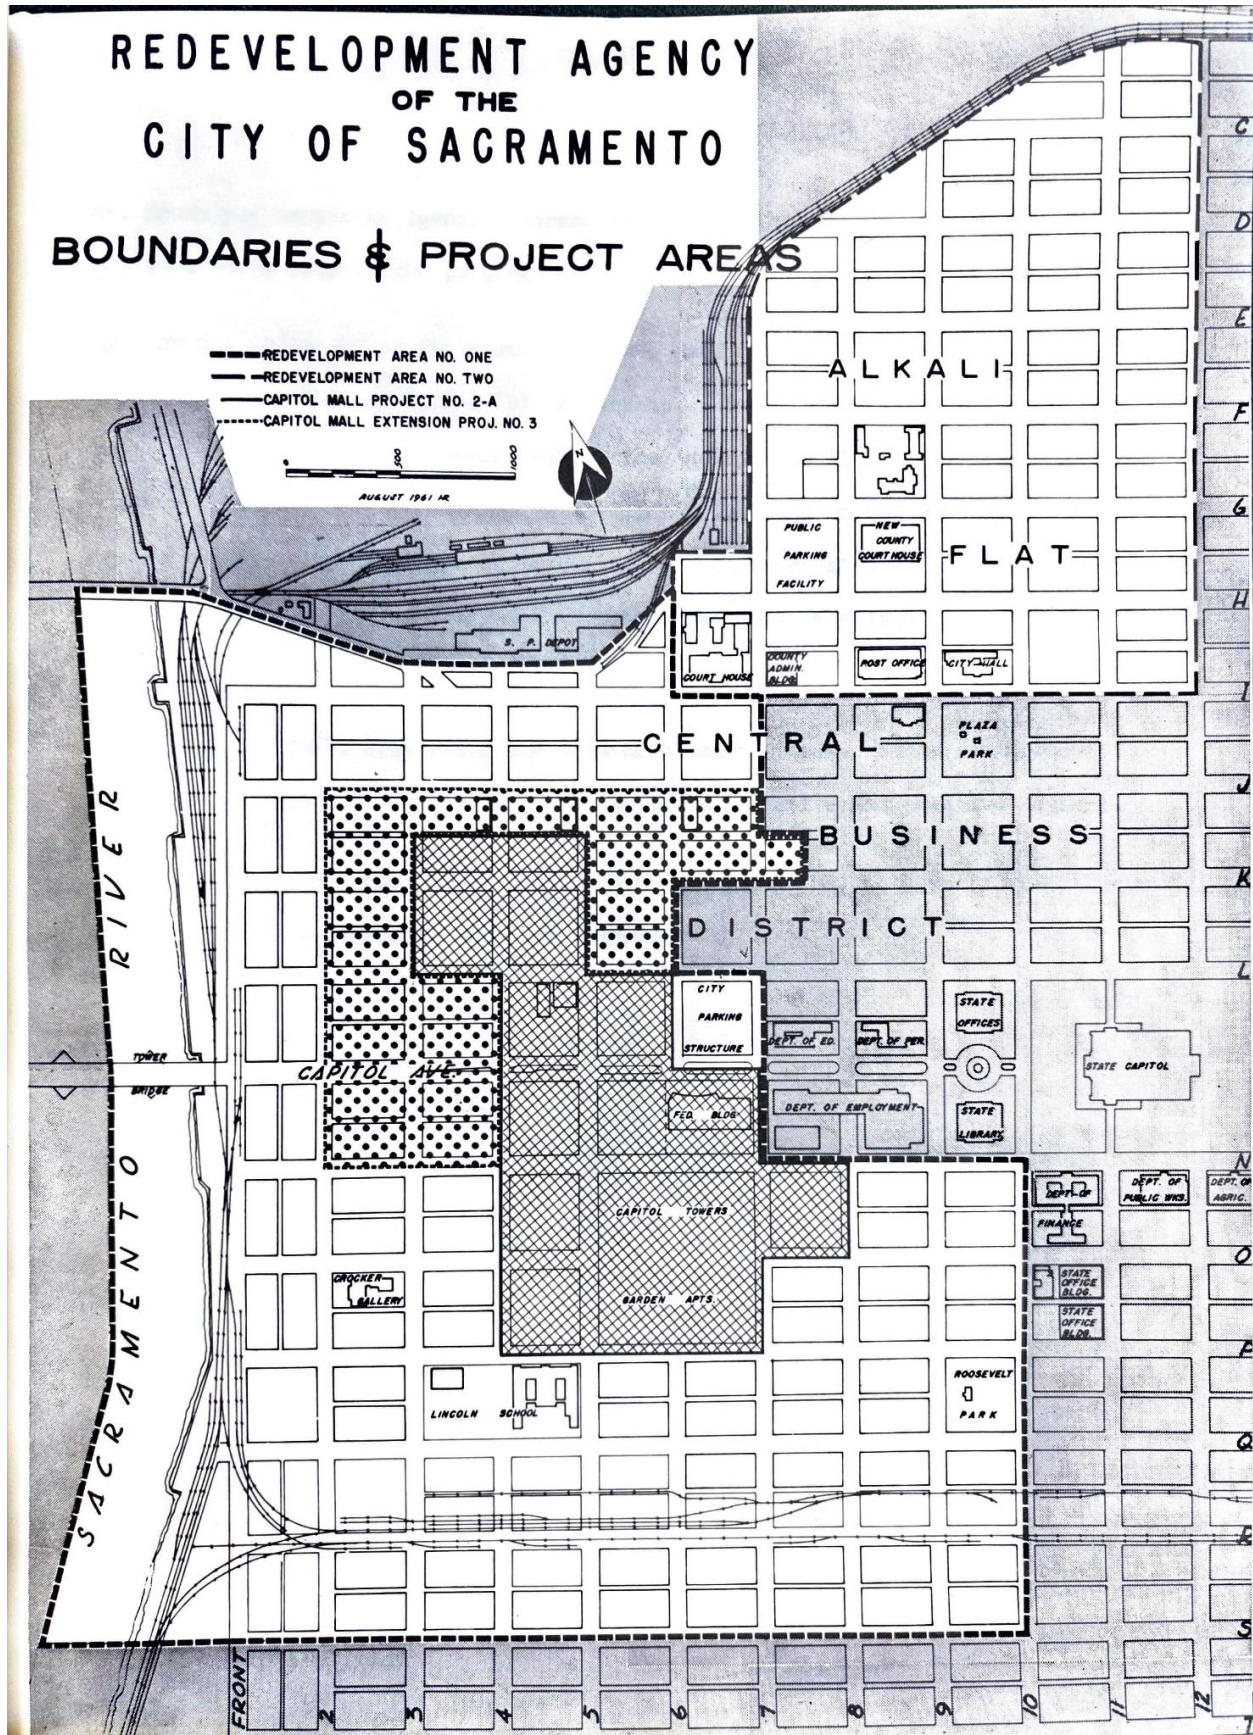 REDEVELOPMENT AGENCY
OF THE
CITY OF SACRAMENTO
BOUNDARIES & PROJECT AREAS
REDEVELOPMENT AREA NO. ONE
REDEVELOPMENT AREA NO. TWO
CAPITOL MALL PROJECT NO. 2-A
CAPITOL MALL EXTENSION PROJ. NO. 3
0 500 1000
AUGUST 1961 HR
N
ALKALI
FLAT
PUBLIC
PARKING
FACILITY
NEW
COUNTY
COURT HOUSE
S. P. DEPOT
COURT HOUSE
COUNTY
ADMIN.
BLDG.
POST OFFICE
CITY HALL
CENTRAL
BUSINESS
DISTRICT
PLAZA
PARK
CITY
PARKING
STRUCTURE
DEPT. OF ED.
DEPT. OF PER.
STATE
OFFICES
STATE CAPITOL
TOWER
BRIDGE
CAPITOL AVE.
FED. BLDG.
DEPT. OF EMPLOYMENT
STATE
LIBRARY
SACRAMENTO RIVER
CAPITOL TOWERS
GARDEN APTS.
DEPT. OF
FINANCE
DEPT. OF
PUBLIC WKS.
DEPT. OF
AGRIC.
STATE
OFFICE
BLDG.
STATE
OFFICE
BLDG.
CROCKER
GALLERY
LINCOLN SCHOOL
ROOSEVELT
PARK
C
D
E
F
G
H
I
J
K
L
N
O
P
Q
R
S
FRONT 2 3 4 5 6 7 8 9 10 11 12